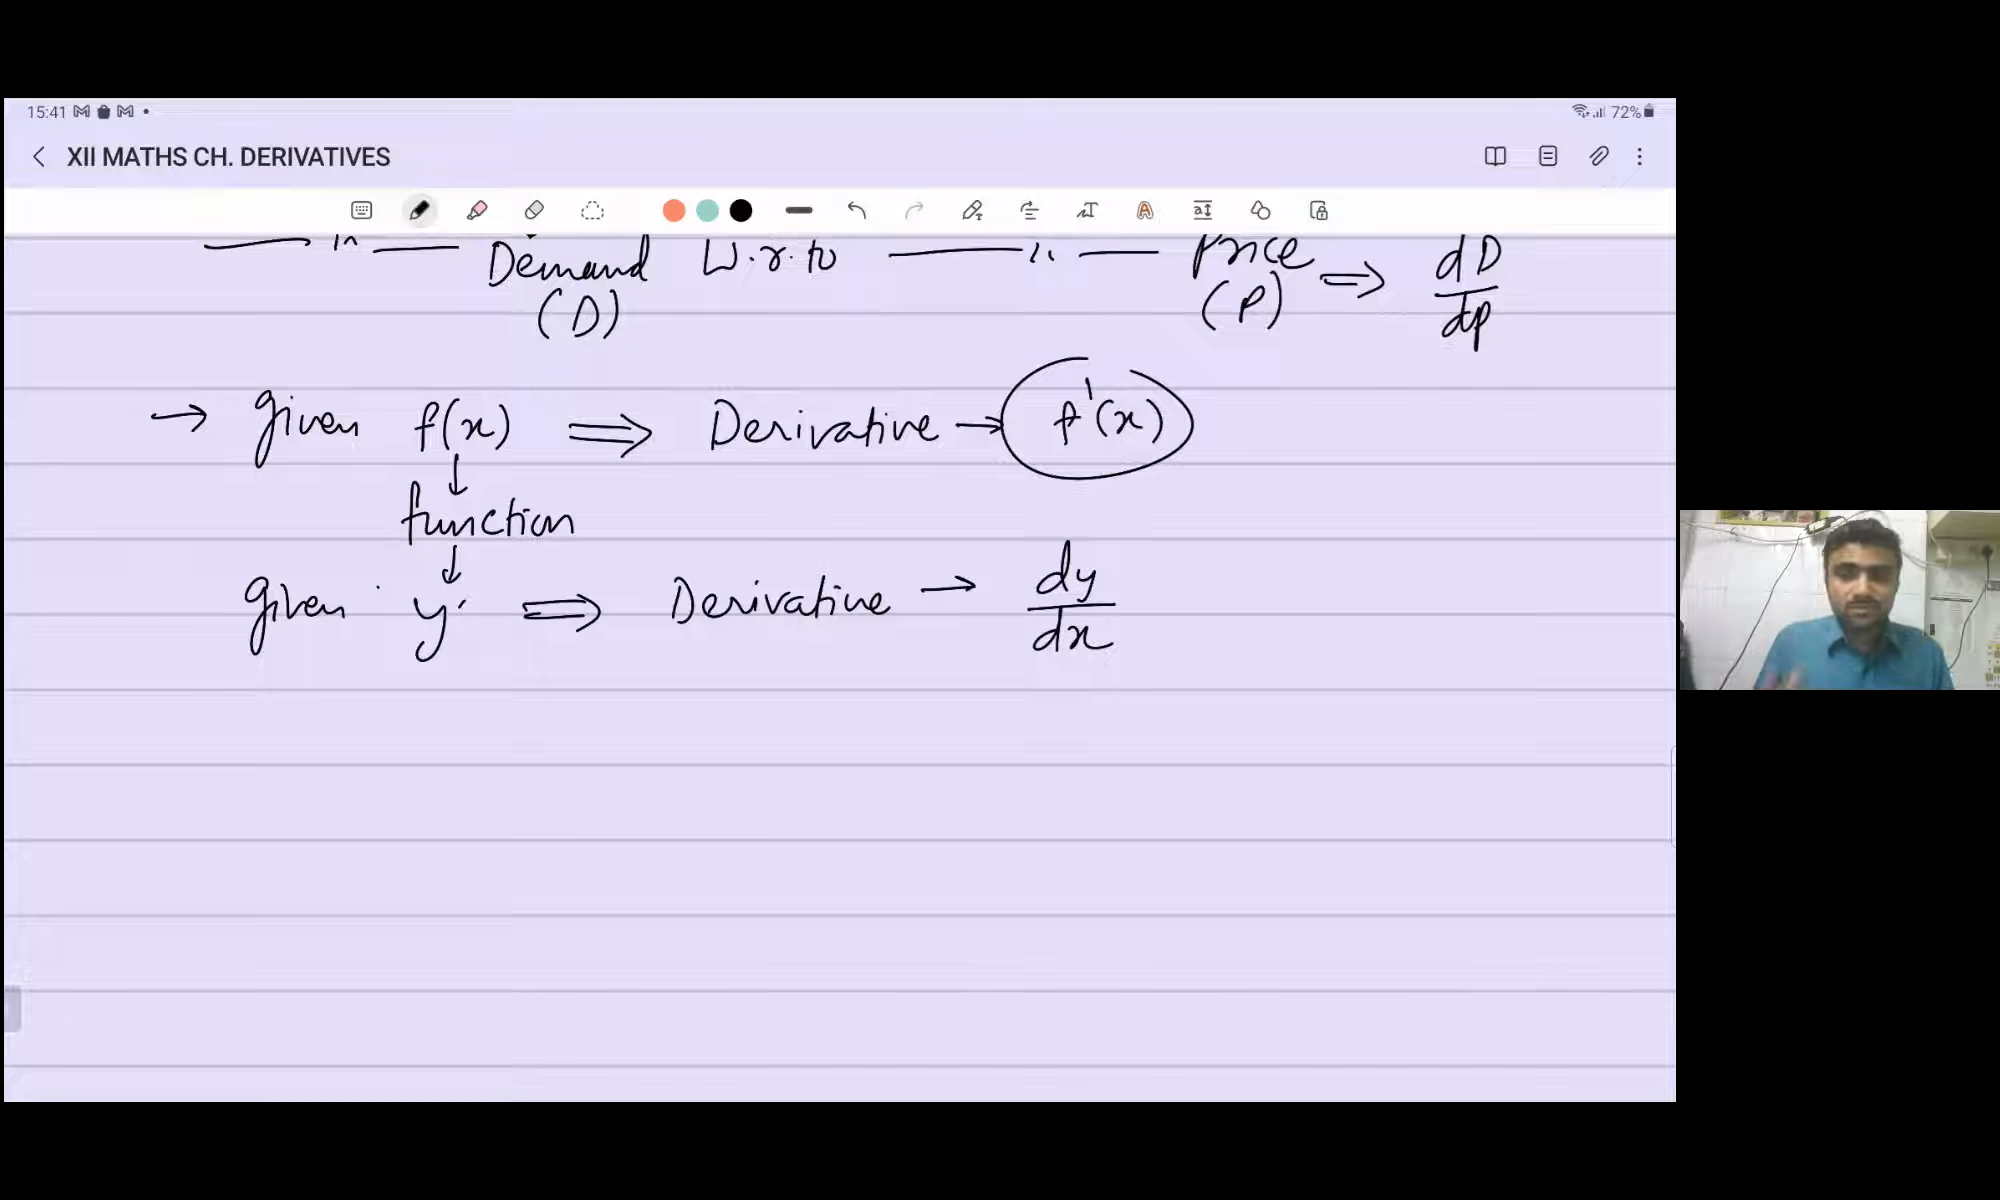 15:41
72%
XII MATHS CH. DERIVATIVES
Demand W.r.to — 〃 — Price ⇒ dD/dp
(D) (P)
→ Given f(x) ⇒ Derivative → f'(x)
↓
function
↓
Given y ⇒ Derivative → dy/dx